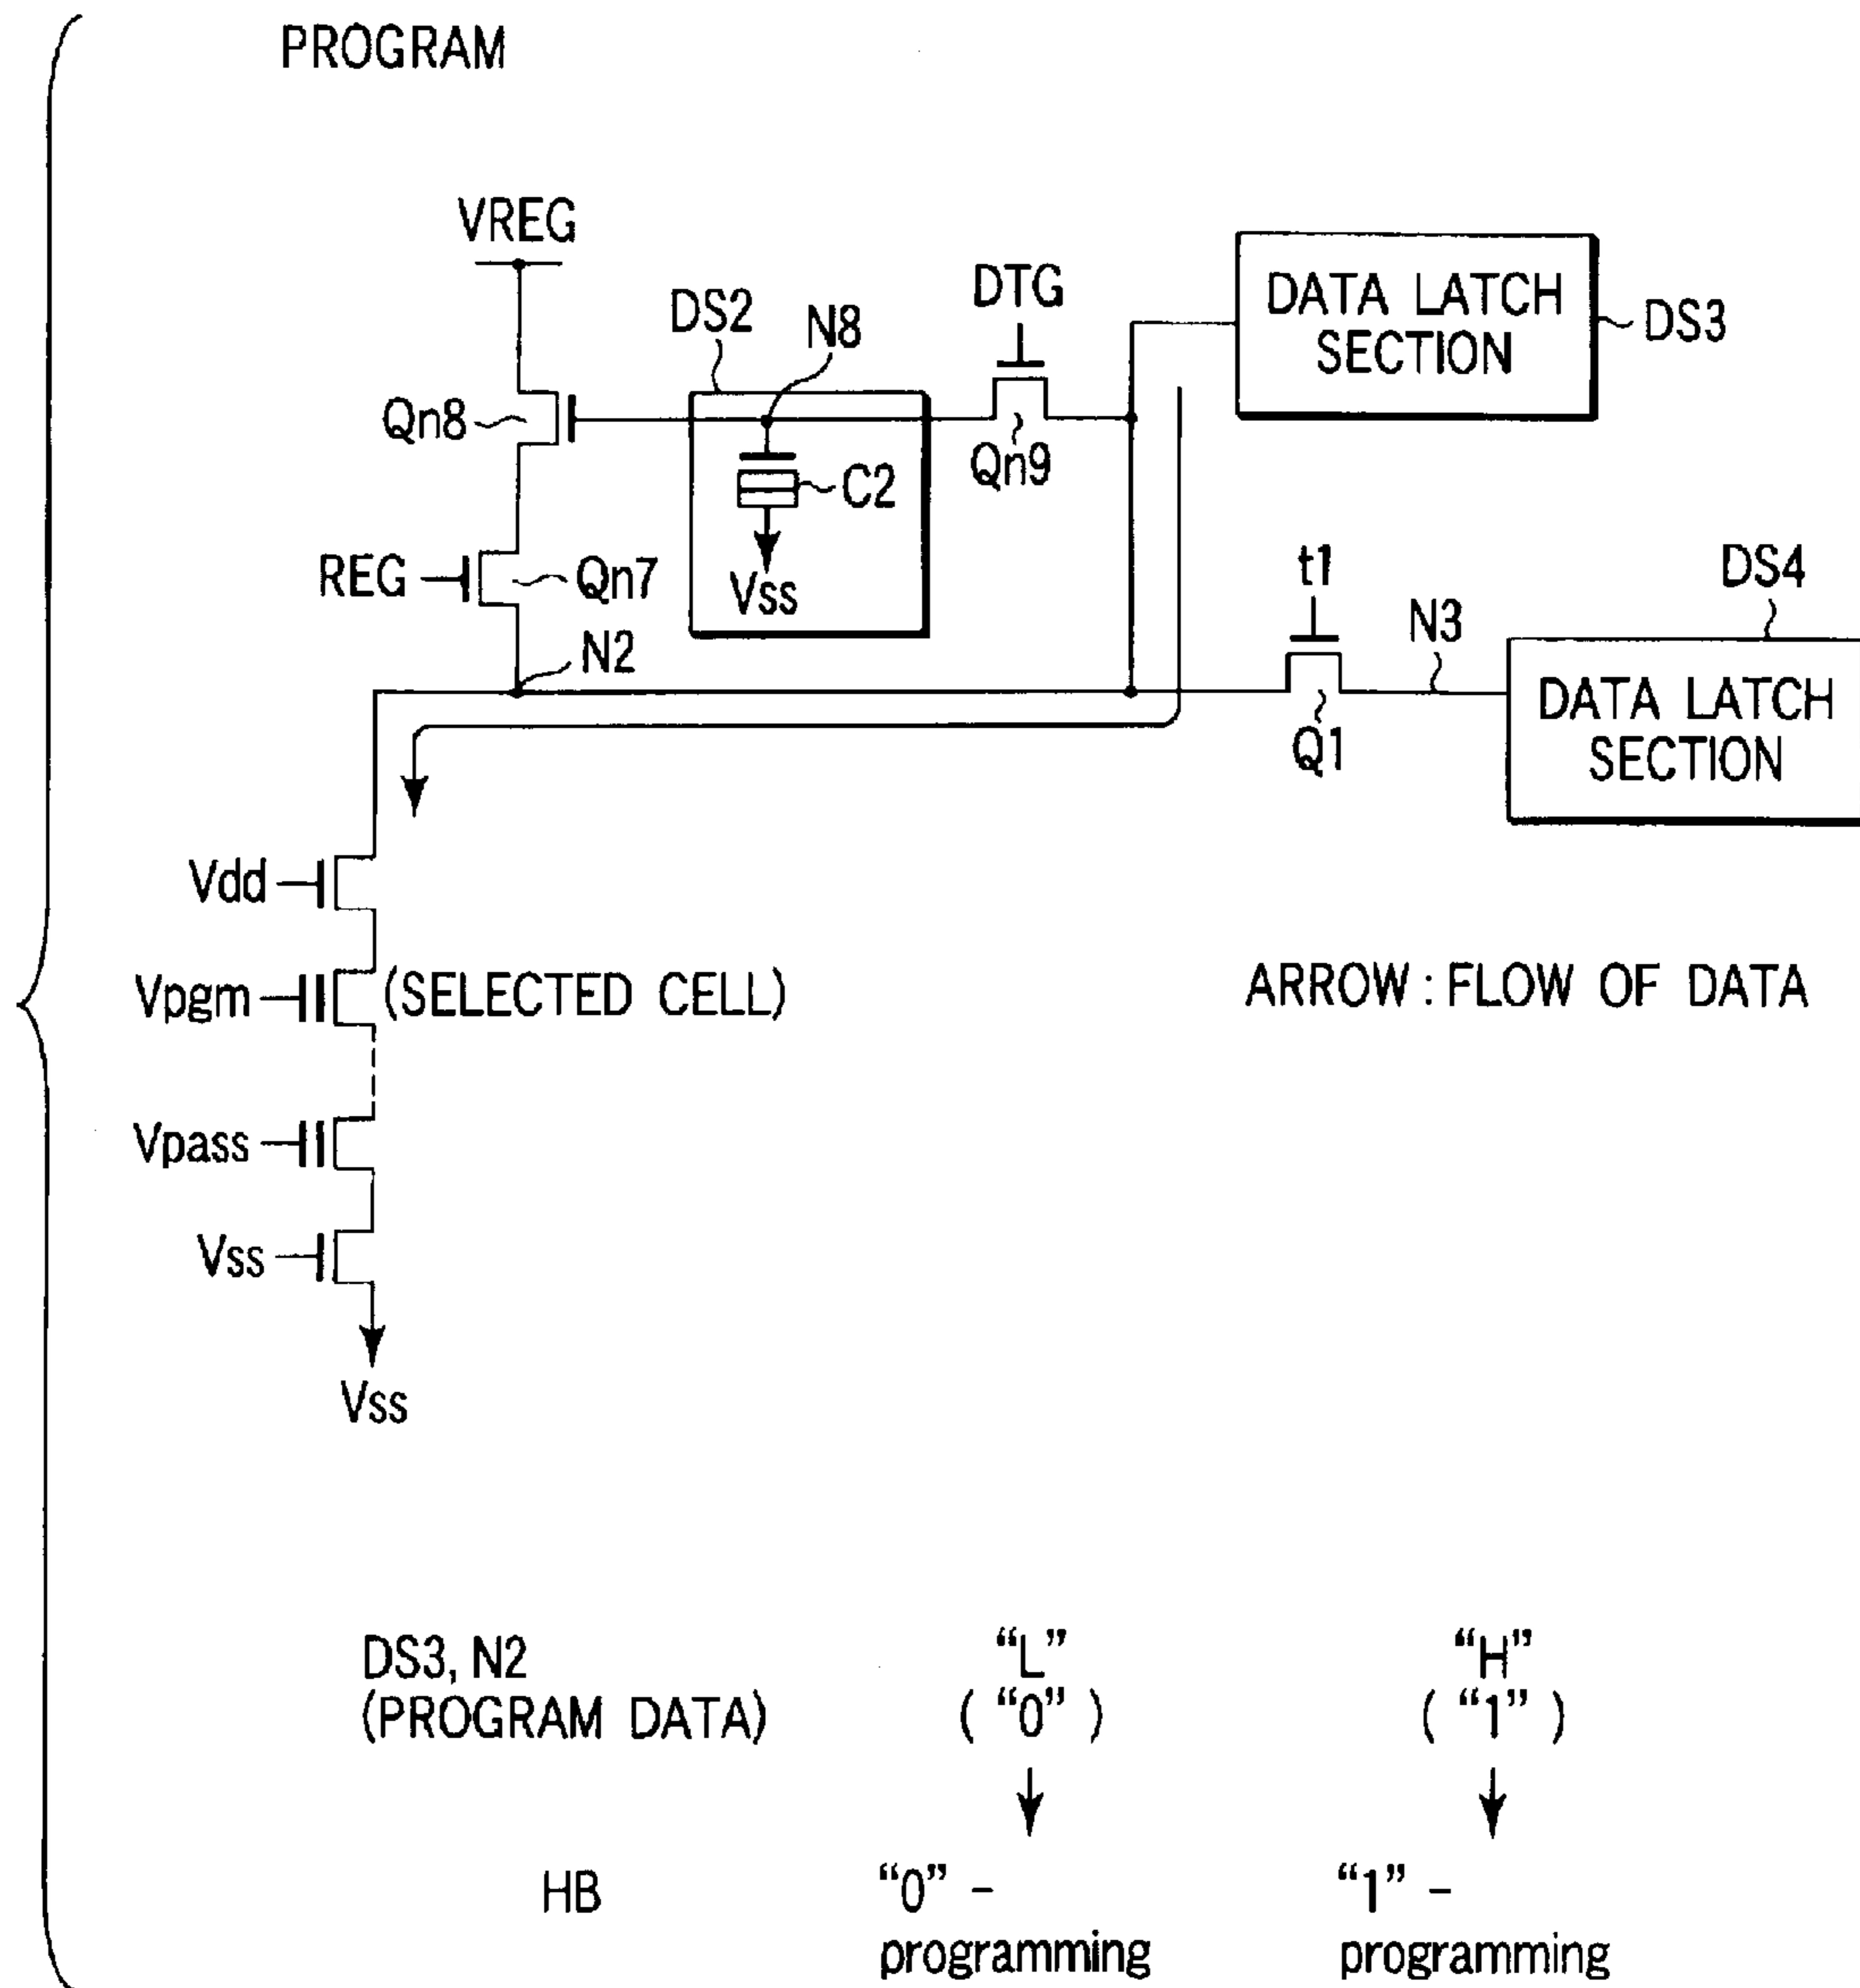 PROGRAM
VREG
DS2
N8
DTG
DATA LATCH
SECTION
DS3
Qn8
C2
Qn9
REG
Qn7
Vss
t1
N3
DS4
N2
DATA LATCH
SECTION
Q1
Vdd
Vpgm
(SELECTED CELL)
ARROW : FLOW OF DATA
Vpass
Vss
Vss
DS3, N2
(PROGRAM DATA)
“L”
(“0”)
“H”
(“1”)
HB
“0” -
programming
“1” -
programming